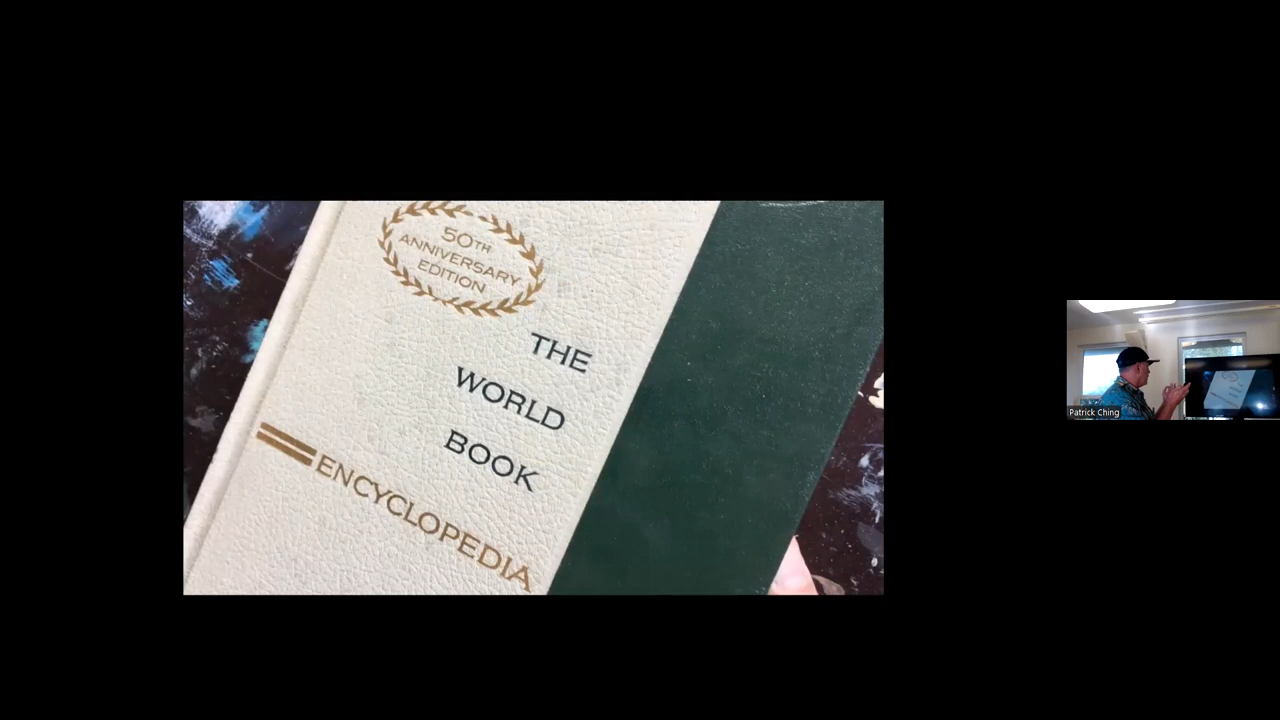 50TH
ANNIVERSARY
EDITION
THE
WORLD
BOOK
ENCYCLOPEDIA
Patrick Ching